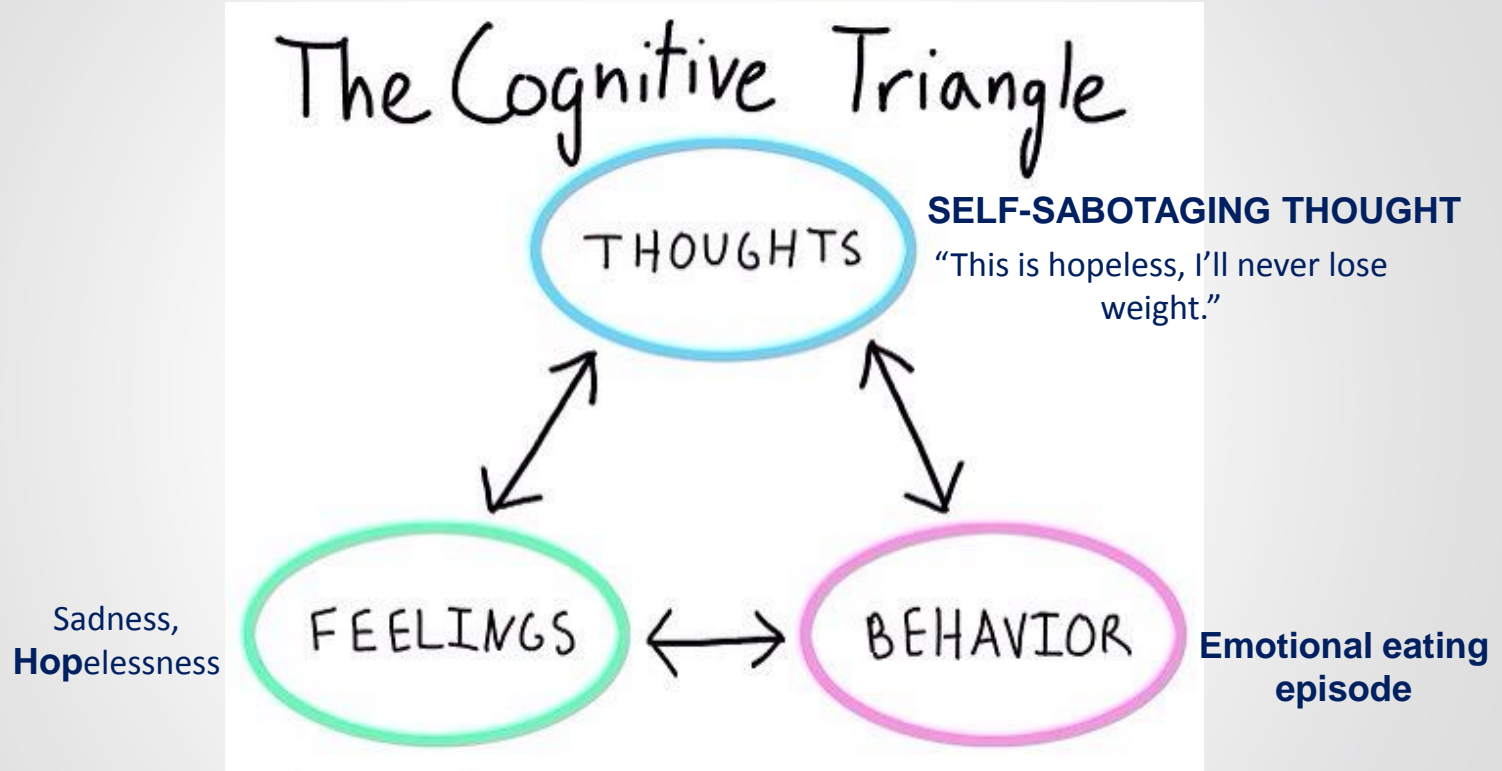 The Cognitive Triangle
THOUGHTS
SELF-SABOTAGING THOUGHT
“This is hopeless, I’ll never lose
weight.”
FEELINGS
Sadness,
Hopelessness
BEHAVIOR
Emotional eating
episode